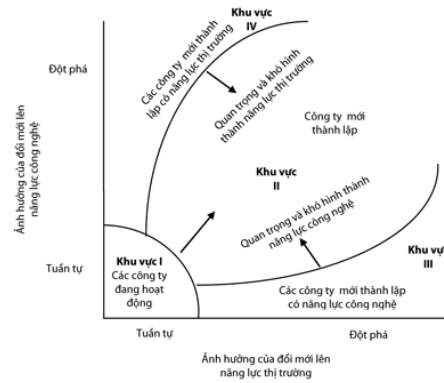 Khu vực
IV
Đột phá
Các công ty mới thành
lập có năng lực thị trường
Quan trọng và khó hình
thành năng lực thị trường
Công ty mới
thành lập
Ảnh hưởng của đổi mới lên
năng lực công nghệ
Khu vực
II
Quan trọng và khó hình thành
năng lực công nghệ
Khu vực
III
Tuần tự
Khu vực I
Các công ty
đang hoạt
động
Các công ty mới thành lập
có năng lực công nghệ
Tuần tự
Đột phá
Ảnh hưởng của đổi mới lên
năng lực thị trường